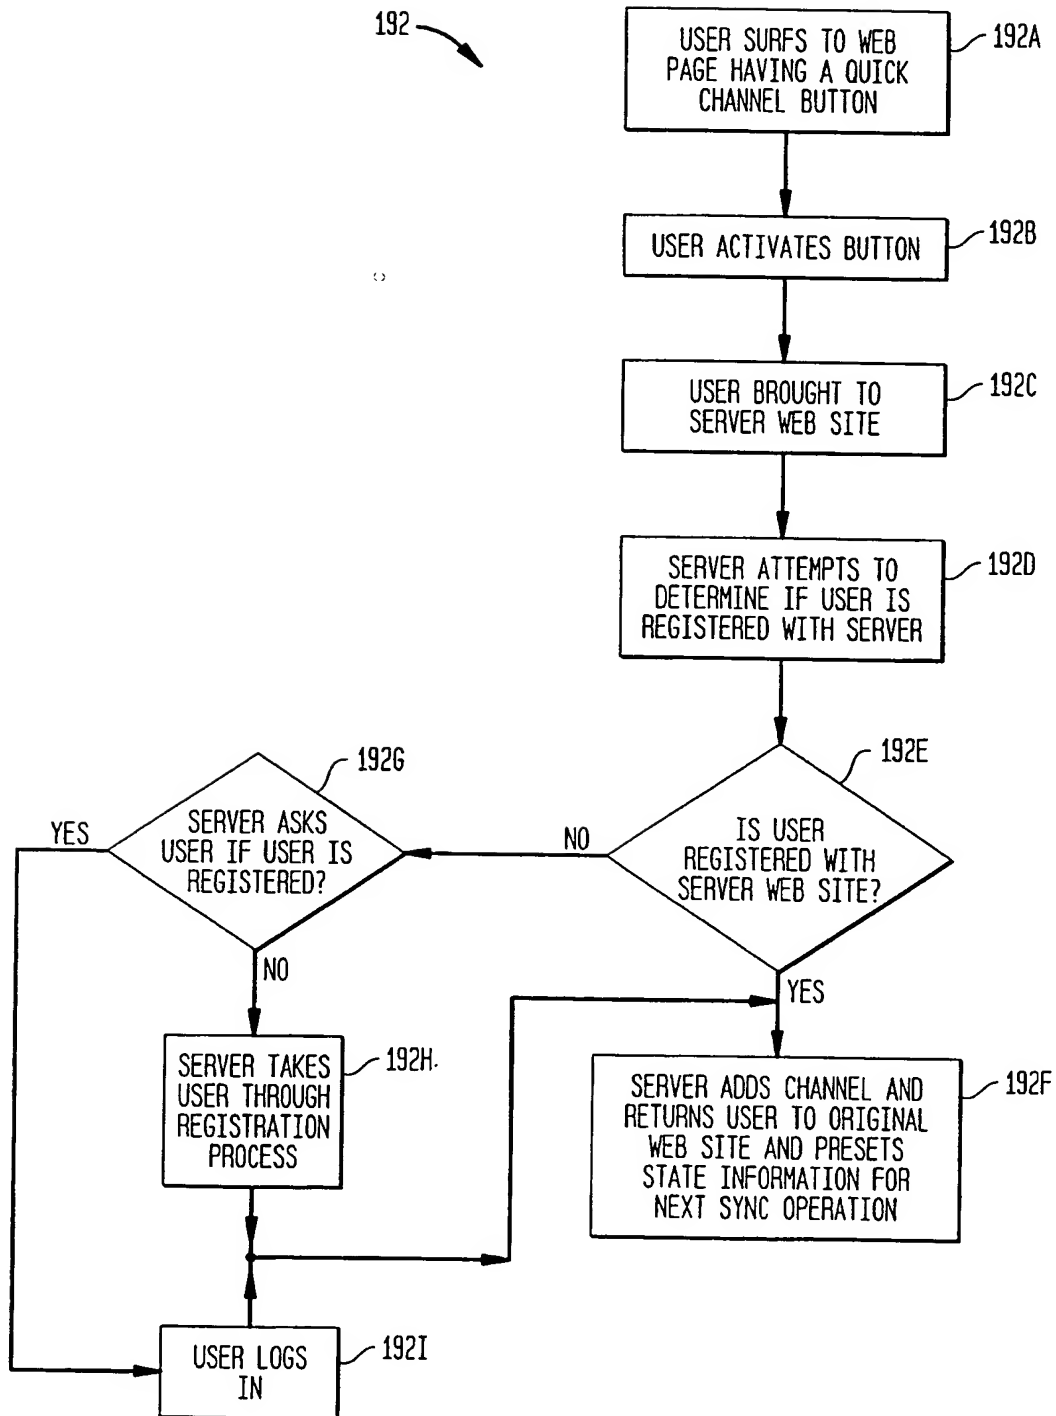 192
USER SURFS TO WEB
PAGE HAVING A QUICK
CHANNEL BUTTON
192A
USER ACTIVATES BUTTON
192B
USER BROUGHT TO
SERVER WEB SITE
192C
SERVER ATTEMPTS TO
DETERMINE IF USER IS
REGISTERED WITH SERVER
192D
192E
IS USER
REGISTERED WITH
SERVER WEB SITE?
NO
YES
192G
SERVER ASKS
USER IF USER IS
REGISTERED?
YES
NO
SERVER TAKES
USER THROUGH
REGISTRATION
PROCESS
192H.
USER LOGS
IN
192I
SERVER ADDS CHANNEL AND
RETURNS USER TO ORIGINAL
WEB SITE AND PRESETS
STATE INFORMATION FOR
NEXT SYNC OPERATION
192F